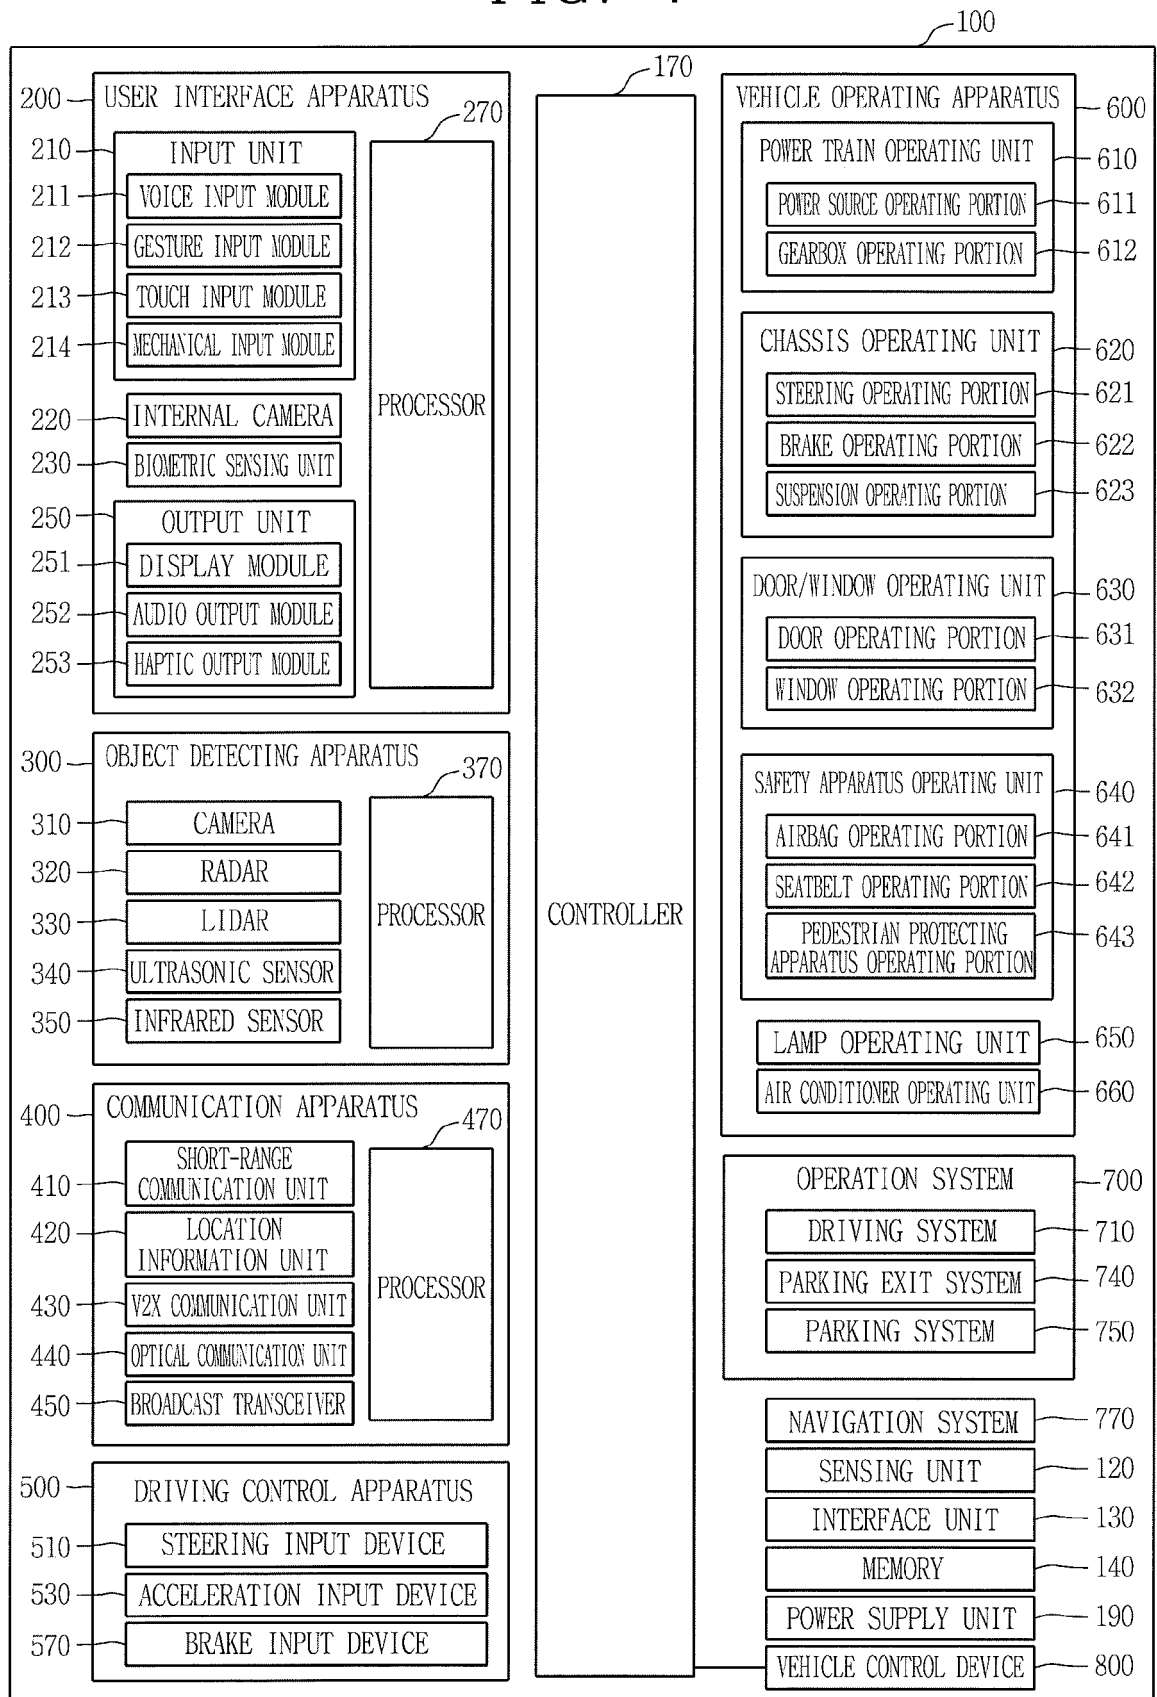 100
200
USER INTERFACE APPARATUS
270
210
INPUT UNIT
211
VOICE INPUT MODULE
212
GESTURE INPUT MODULE
213
TOUCH INPUT MODULE
214
MECHANICAL INPUT MODULE
220
INTERNAL CAMERA
230
BIOMETRIC SENSING UNIT
250
OUTPUT UNIT
251
DISPLAY MODULE
252
AUDIO OUTPUT MODULE
253
HAPTIC OUTPUT MODULE
PROCESSOR
300
OBJECT DETECTING APPARATUS
370
310
CAMERA
320
RADAR
330
LIDAR
340
ULTRASONIC SENSOR
350
INFRARED SENSOR
PROCESSOR
400
COMMUNICATION APPARATUS
470
410
SHORT-RANGE
COMMUNICATION UNIT
420
LOCATION
INFORMATION UNIT
430
V2X COMMUNICATION UNIT
440
OPTICAL COMMUNICATION UNIT
450
BROADCAST TRANSCEIVER
PROCESSOR
500
DRIVING CONTROL APPARATUS
510
STEERING INPUT DEVICE
530
ACCELERATION INPUT DEVICE
570
BRAKE INPUT DEVICE
170
CONTROLLER
VEHICLE OPERATING APPARATUS
600
POWER TRAIN OPERATING UNIT
610
POWER SOURCE OPERATING PORTION
611
GEARBOX OPERATING PORTION
612
CHASSIS OPERATING UNIT
620
STEERING OPERATING PORTION
621
BRAKE OPERATING PORTION
622
SUSPENSION OPERATING PORTION
623
DOOR/WINDOW OPERATING UNIT
630
DOOR OPERATING PORTION
631
WINDOW OPERATING PORTION
632
SAFETY APPARATUS OPERATING UNIT
640
AIRBAG OPERATING PORTION
641
SEATBELT OPERATING PORTION
642
PEDESTRIAN PROTECTING
APPARATUS OPERATING PORTION
643
LAMP OPERATING UNIT
650
AIR CONDITIONER OPERATING UNIT
660
OPERATION SYSTEM
700
DRIVING SYSTEM
710
PARKING EXIT SYSTEM
740
PARKING SYSTEM
750
NAVIGATION SYSTEM
770
SENSING UNIT
120
INTERFACE UNIT
130
MEMORY
140
POWER SUPPLY UNIT
190
VEHICLE CONTROL DEVICE
800